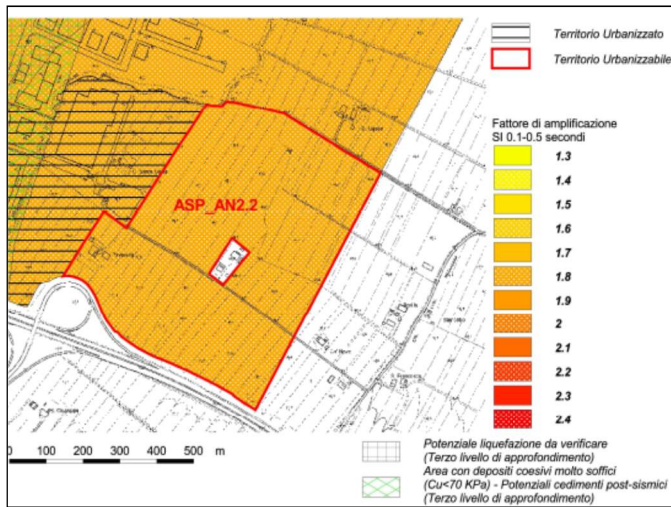 Territorio Urbanizzato
Territorio Urbanizzabile
Fattore di amplificazione
SI 0.1-0.5 secondi
1.3
1.4
1.5
1.6
1.7
1.8
1.9
2
2.1
2.2
2.3
2.4
ASP_AN2.2
0 100 200 300 400 500 m
Potenziale liquefazione da verificare
(Terzo livello di approfondimento)
Area con depositi coesivi molto soffici
(Cu<70 KPa) - Potenziali cedimenti post-sismici
(Terzo livello di approfondimento)